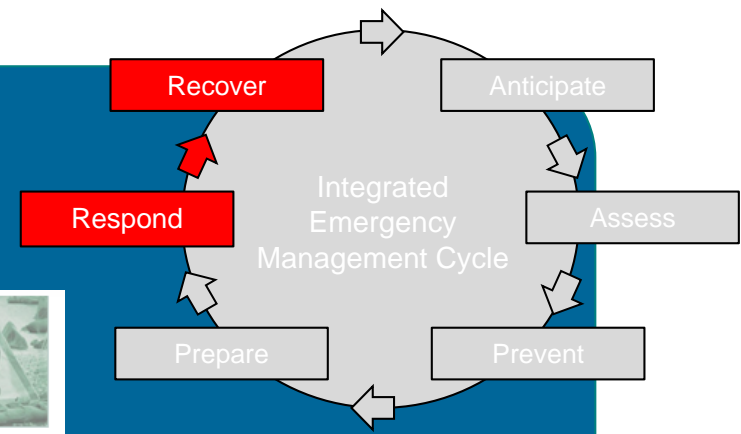 Recover
Anticipate
Integrated
Emergency
Management Cycle
Respond
Assess
Prepare
Prevent